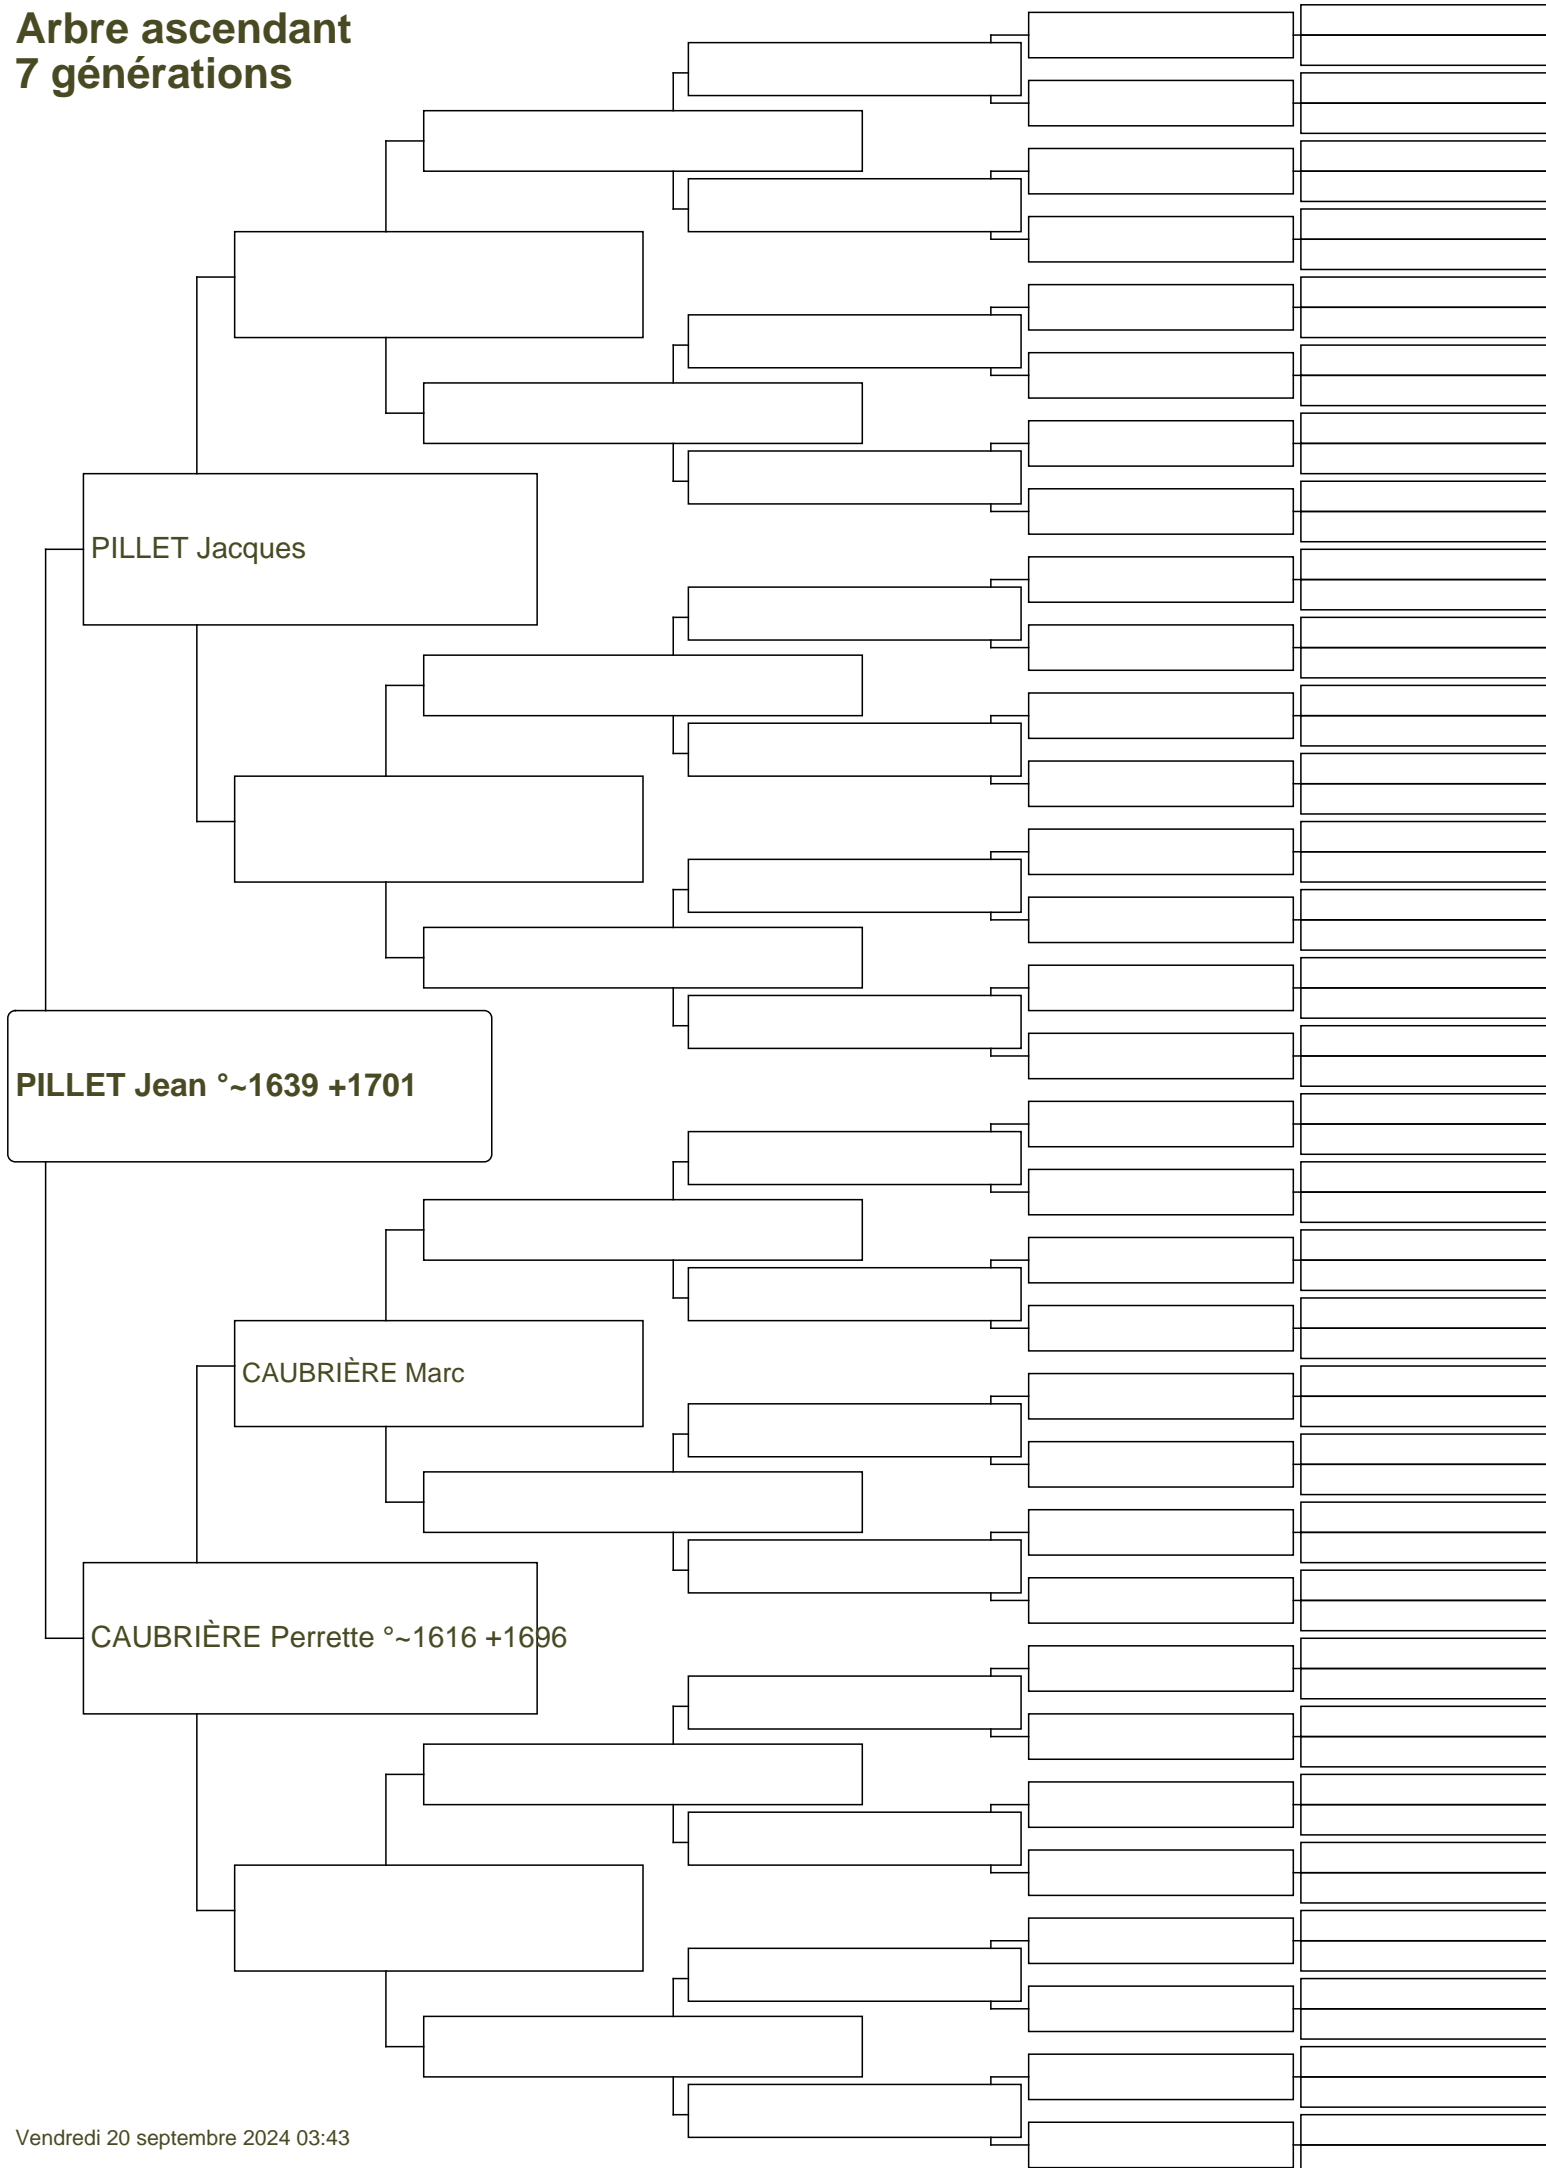 Arbre ascendant
7 générations
PILLET Jacques
PILLET Jean °~1639 +1701
CAUBRIÈRE Marc
CAUBRIÈRE Perrette °~1616 +1696
Vendredi 20 septembre 2024 03:43